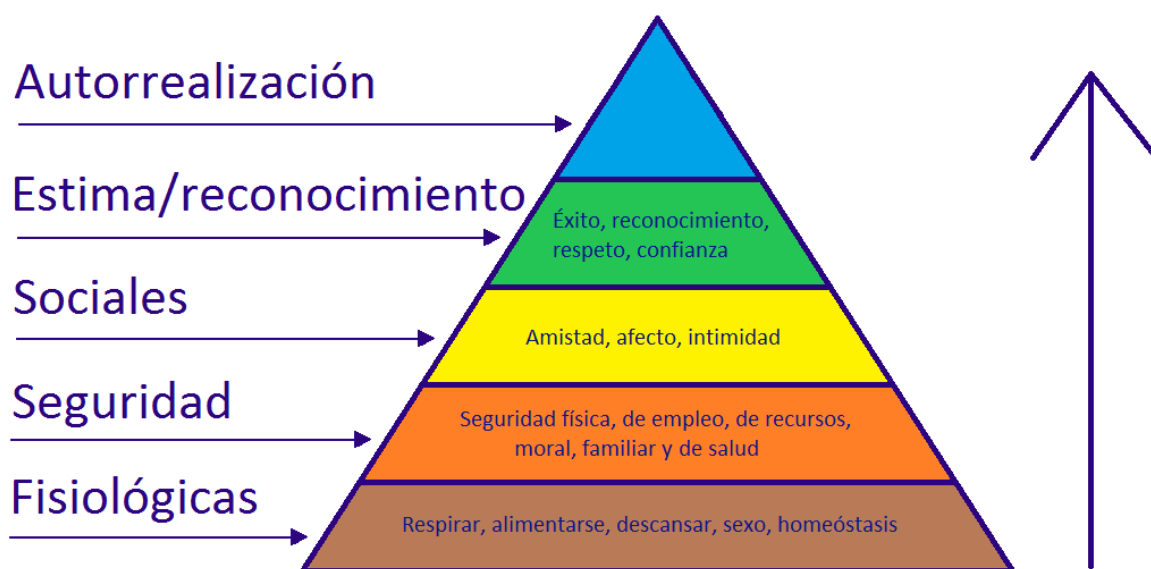 Autorrealización
Estima/reconocimiento
Éxito, reconocimiento,
respeto, confianza
Sociales
Amistad, afecto, intimidad
Seguridad
Seguridad física, de empleo, de recursos,
moral, familiar y de salud
Fisiológicas
Respirar, alimentarse, descansar, sexo, homeóstasis